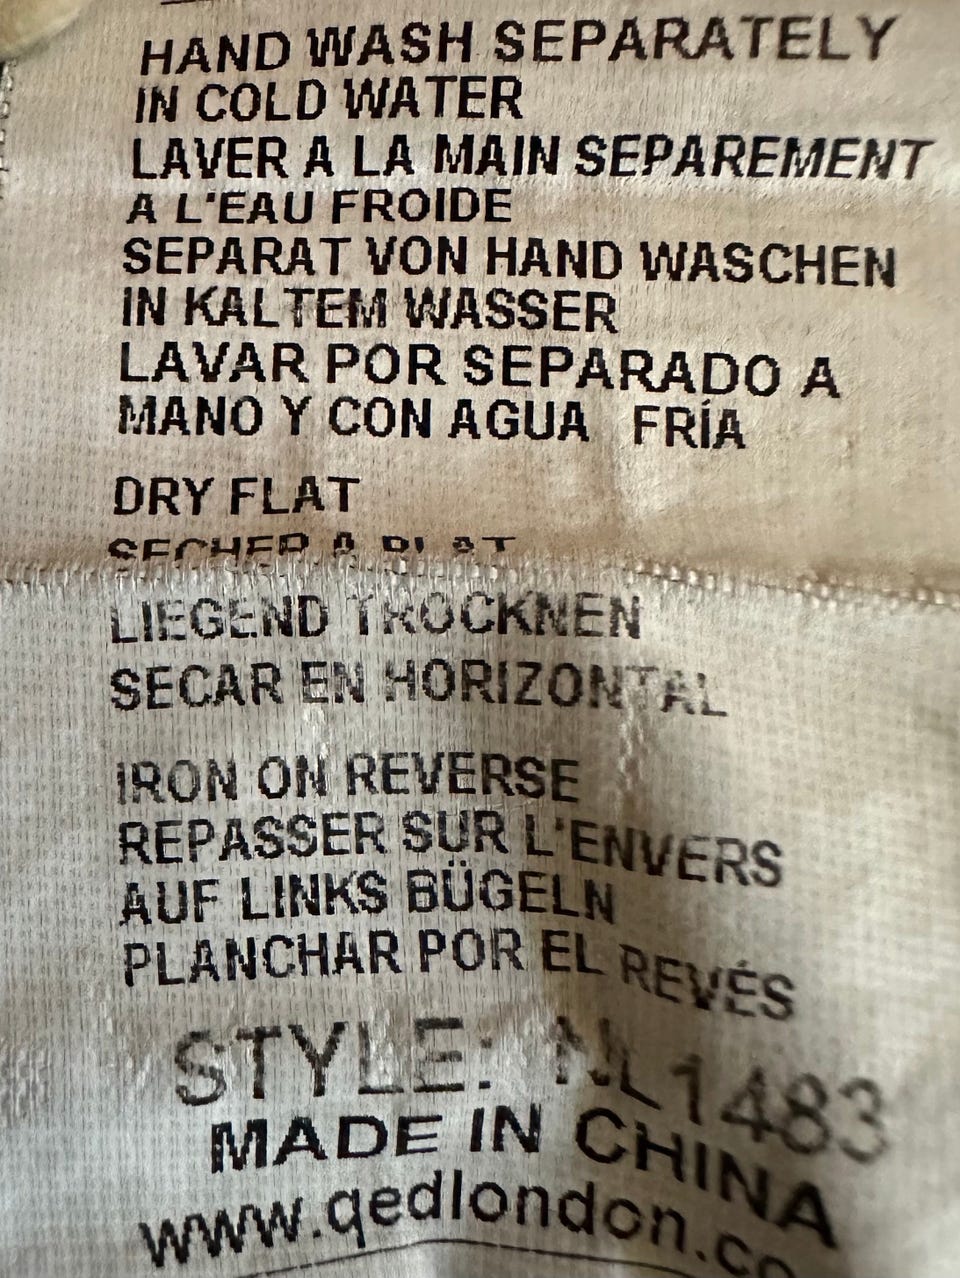 HAND WASH SEPARATELY
IN COLD WATER
LAVER A LA MAIN SEPAREMENT
A L'EAU FROIDE
SEPARAT VON HAND WASCHEN
IN KALTEM WASSER
LAVAR POR SEPARADO A
MANO Y CON AGUA FRÍA
DRY FLAT
SECHER A PLAT
LIEGEND TROCKNEN
SECAR EN HORIZONTAL
IRON ON REVERSE
REPASSER SUR L'ENVERS
AUF LINKS BÜGELN
PLANCHAR POR EL REVÉS
STYLE: NL1483
MADE IN CHINA
www.qedlondon.co